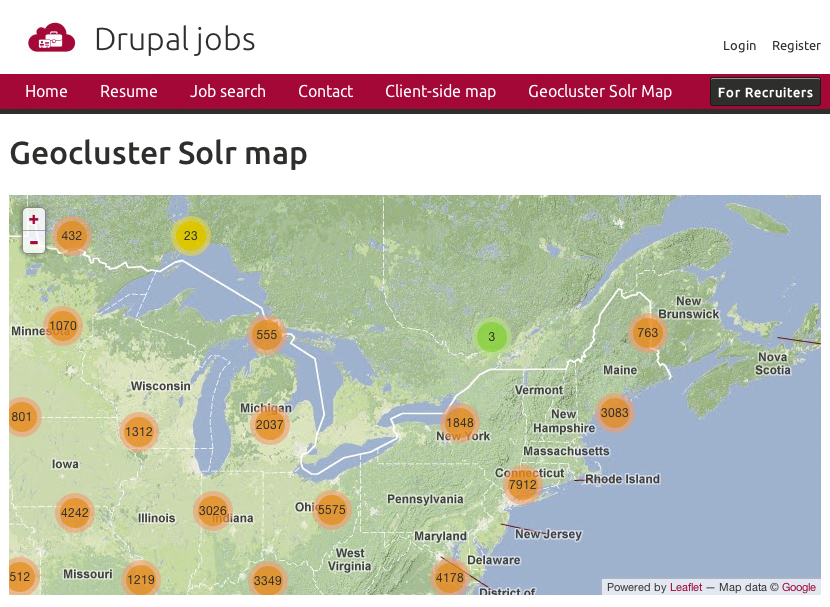 Drupal jobs
Login Register
Home Resume Job search Contact Client-side map Geocluster Solr Map For Recruiters
Geocluster Solr map
+
-
432
23
New
Brunswick
1070
555
3
763
Nova
Scotia
Maine
Wisconsin
Vermont
Michigan
801
1312
2037
1848
New
Hampshire
3083
New York
Massachusetts
Iowa
Connecticut
7912
Rhode Island
Pennsylvania
4242
Illinois
3026
5575
Maryland
New Jersey
West
Virginia
Delaware
512
Missouri
1219
3349
4178
District of
Powered by Leaflet — Map data © Google